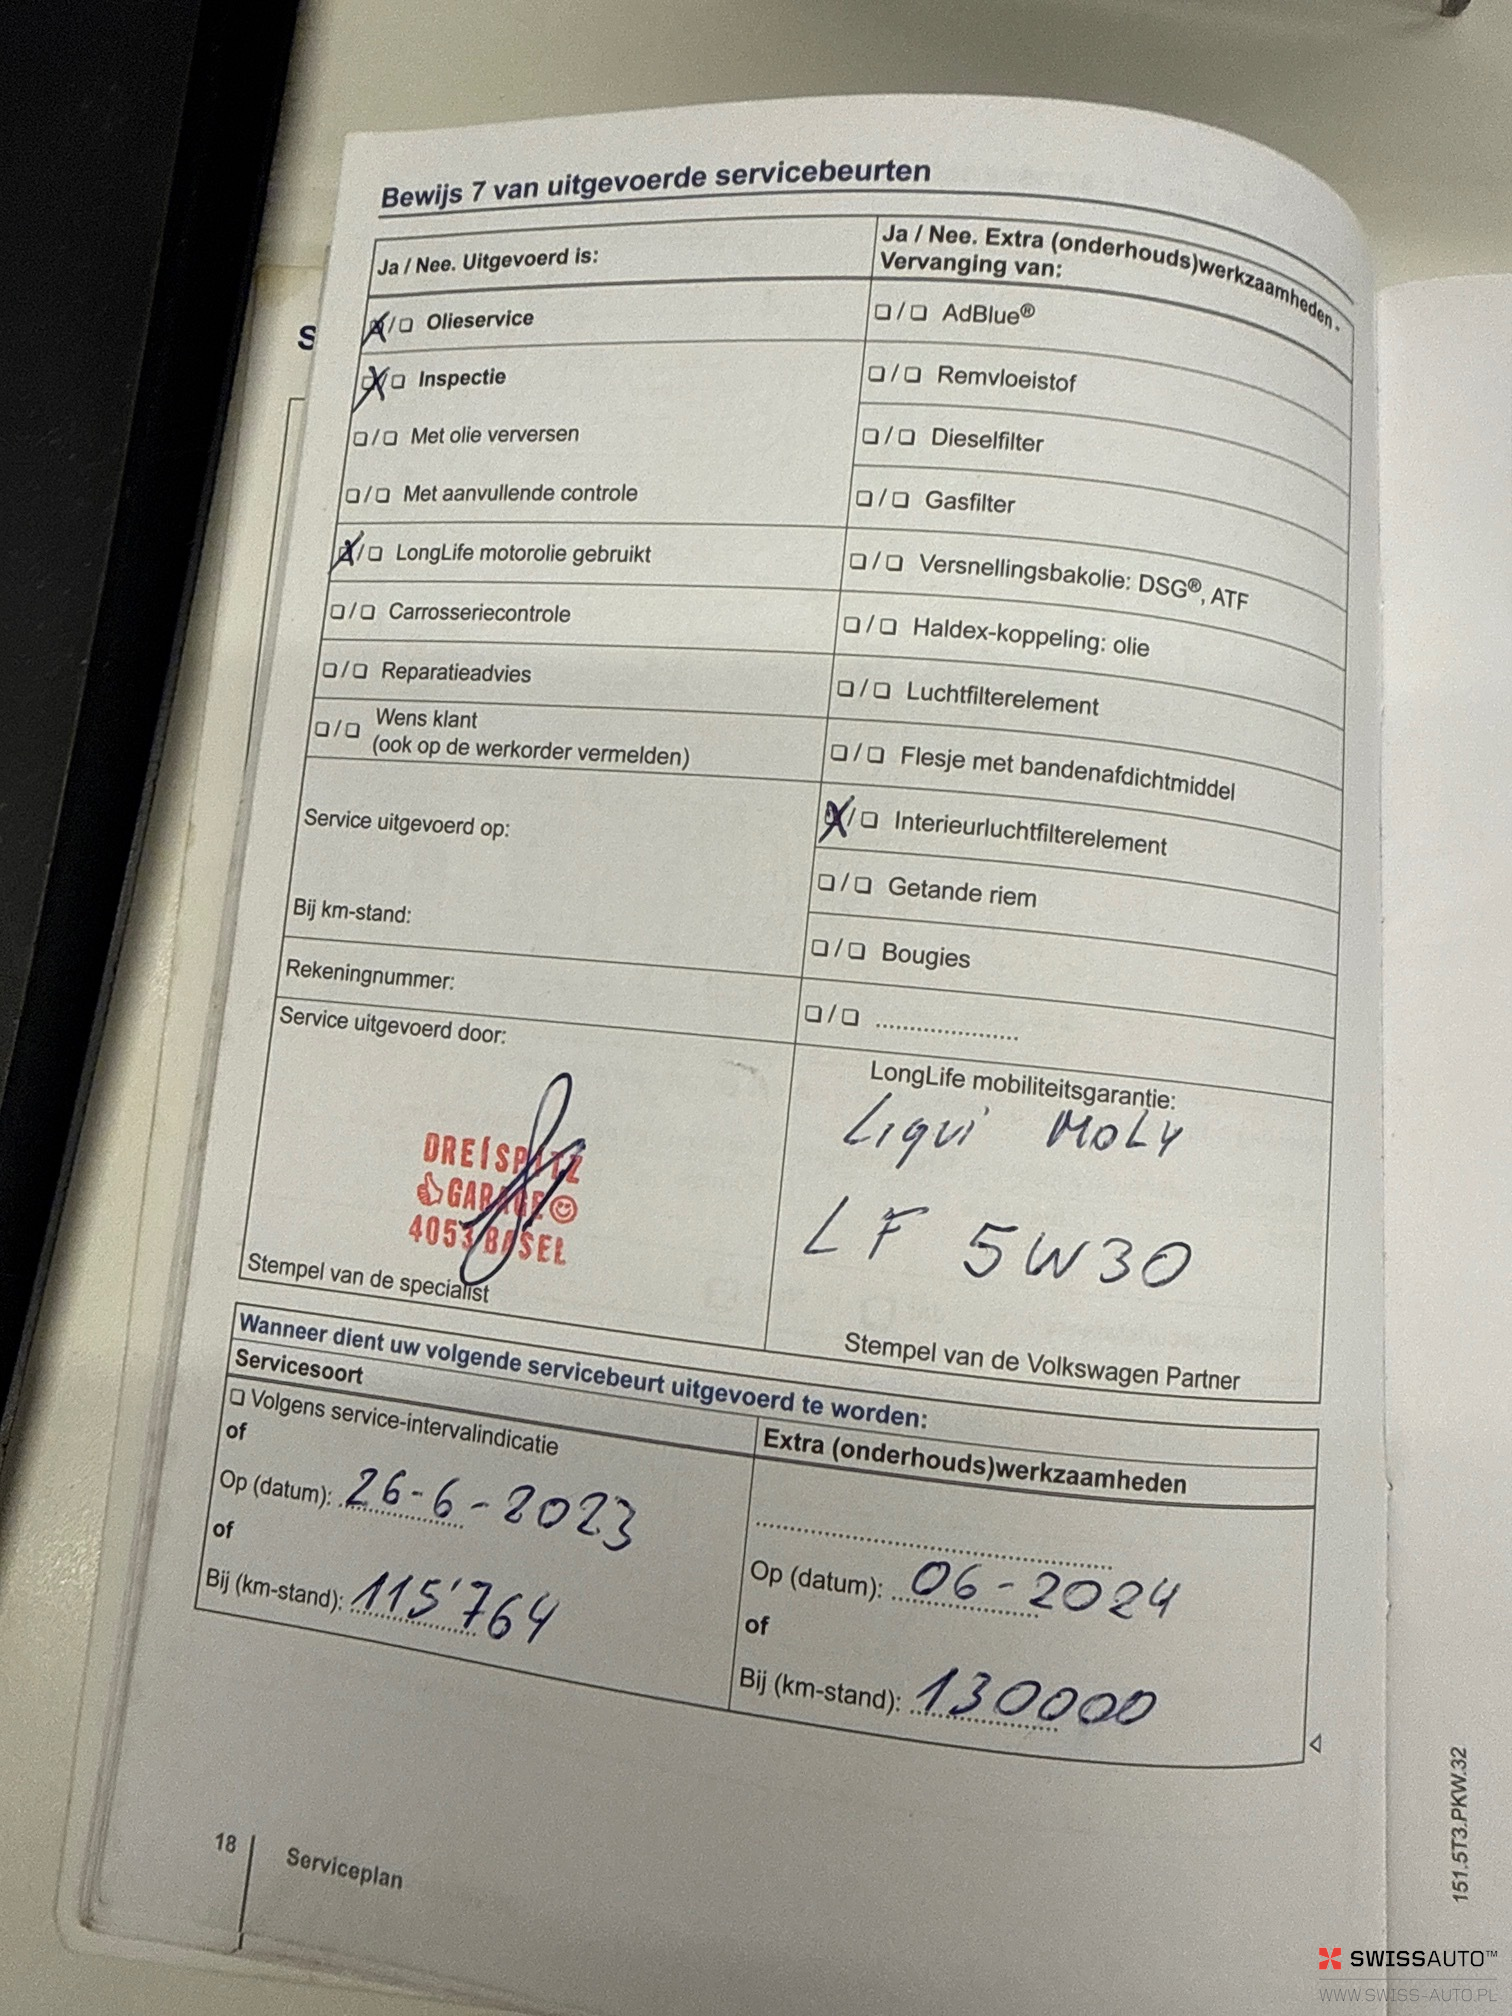 Bewijs 7 van uitgevoerde servicebeurten
Ja / Nee. Uitgevoerd is:
Ja / Nee. Extra (onderhouds)werkzaamheden -
Vervanging van:
S
Olieservice
AdBlue®
Inspectie
Remvloeistof
Met olie verversen
Dieselfilter
Met aanvullende controle
Gasfilter
LongLife motorolie gebruikt
Versnellingsbakolie: DSG®, ATF
Carrosseriecontrole
Haldex-koppeling: olie
Reparatieadvies
Luchtfilterelement
Wens klant
(ook op de werkorder vermelden)
Flesje met bandenafdichtmiddel
Service uitgevoerd op:
Interieurluchtfilterelement
Getande riem
Bij km-stand:
Bougies
Rekeningnummer:
Service uitgevoerd door:
LongLife mobiliteitsgarantie:
Liqui Moly
LF 5W30
DREISPITZ
GARAGE
4053 BASEL
Stempel van de specialist
Stempel van de Volkswagen Partner
Wanneer dient uw volgende servicebeurt uitgevoerd te worden:
Servicesoort
Extra (onderhouds)werkzaamheden
Volgens service-intervalindicatie
of
Op (datum): 26-6-2023
of
Bij (km-stand): 115'764
Op (datum): 06-2024
of
Bij (km-stand): 130000
18
Serviceplan
151.5T3.PKW.32
SWISSAUTO™
WWW.SWISS-AUTO.PL